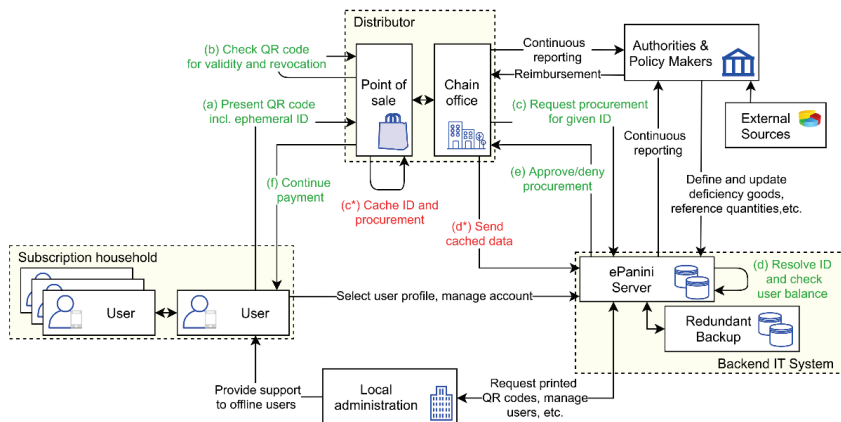 Distributor
(b) Check QR code
for validity and revocation
Point of
sale
Chain
office
Continuous
reporting
Reimbursement
Authorities &
Policy Makers
(a) Present QR code
incl. ephemeral ID
(c) Request procurement
for given ID
External
Sources
Continuous
reporting
(f) Continue
payment
(e) Approve/deny
procurement
(c*) Cache ID and
procurement
(d*) Send
cached data
Define and update
deficiency goods,
reference quantities,etc.
Subscription household
User
User
Select user profile, manage account
ePanini
Server
(d) Resolve ID
and check
user balance
Redundant
Backup
Backend IT System
Provide support
to offline users
Local
administration
Request printed
QR codes, manage
users, etc.